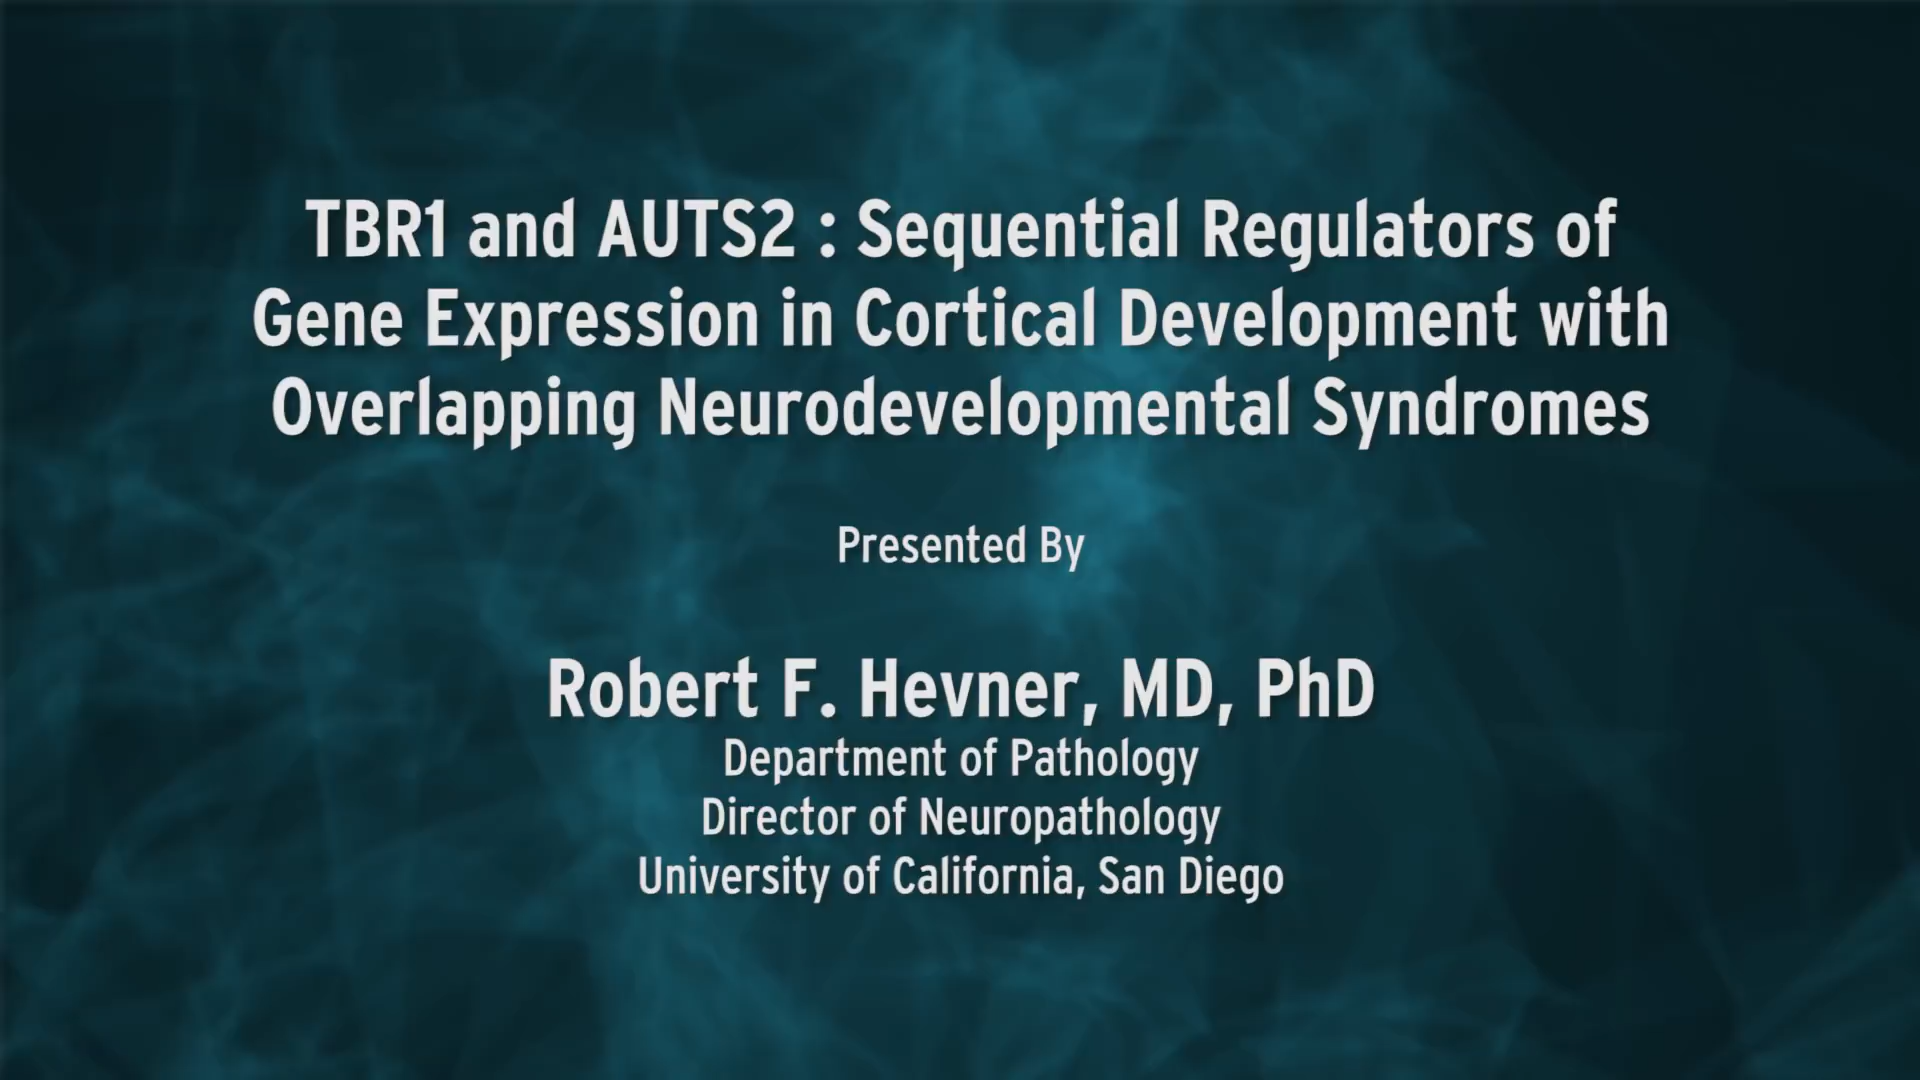 TBR1 and AUTS2 : Sequential Regulators of
Gene Expression in Cortical Development with
Overlapping Neurodevelopmental Syndromes
Presented By
Robert F. Hevner, MD, PhD
Department of Pathology
Director of Neuropathology
University of California, San Diego